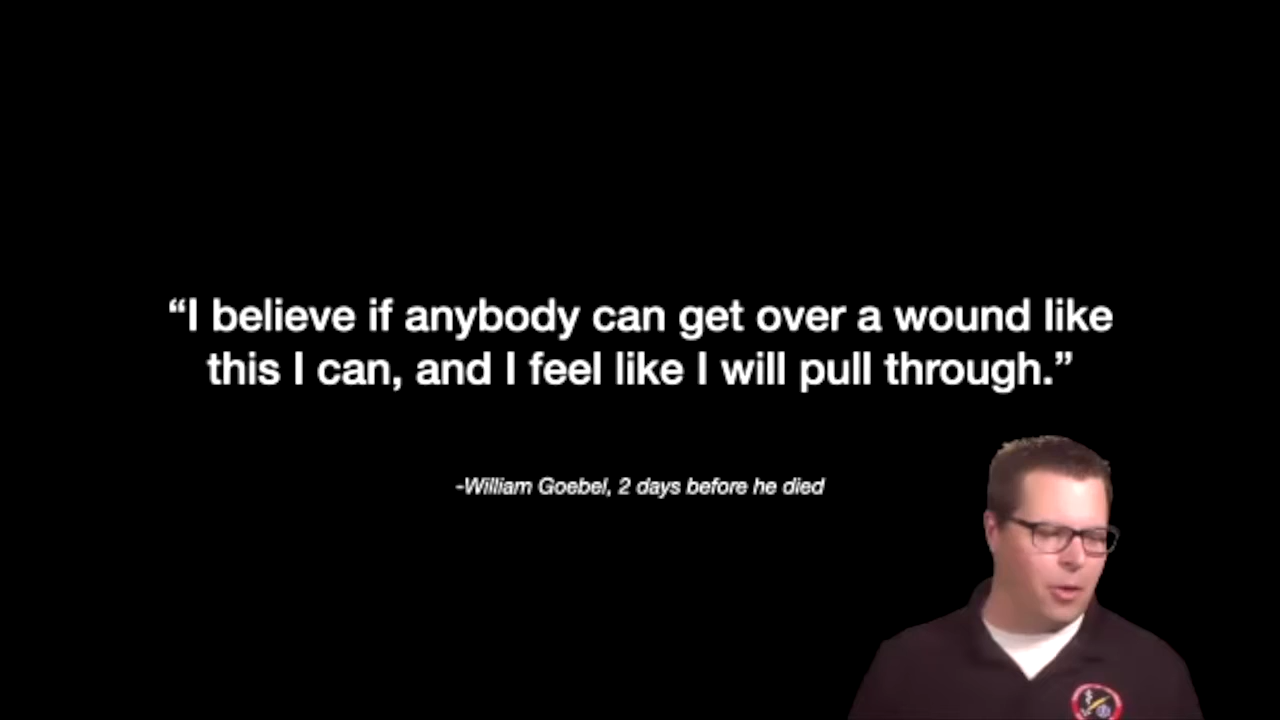 “I believe if anybody can get over a wound like
this I can, and I feel like I will pull through.”
-William Goebel, 2 days before he died